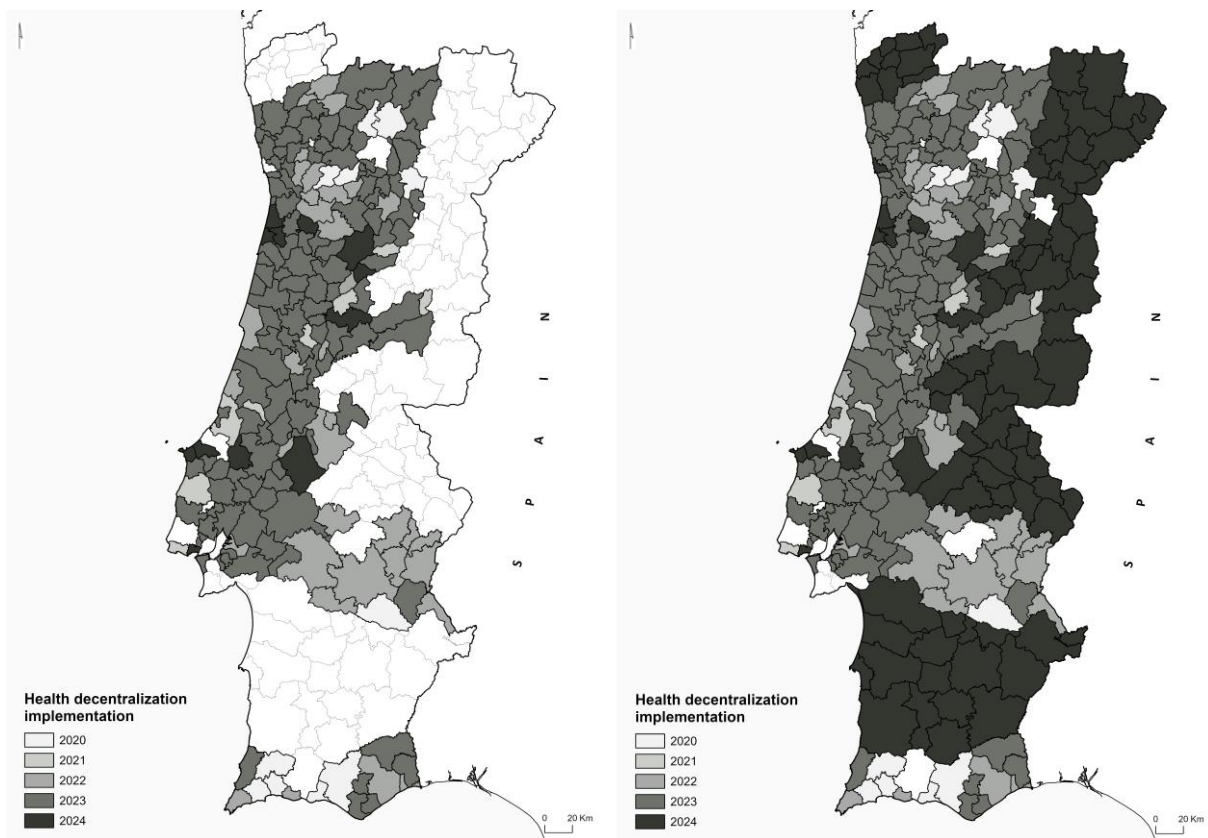 N
I
A
P
S
Health decentralization
implementation
2020
2021
2022
2023
2024
0 20 Km
N
I
A
P
S
Health decentralization
implementation
2020
2021
2022
2023
2024
0 20 Km